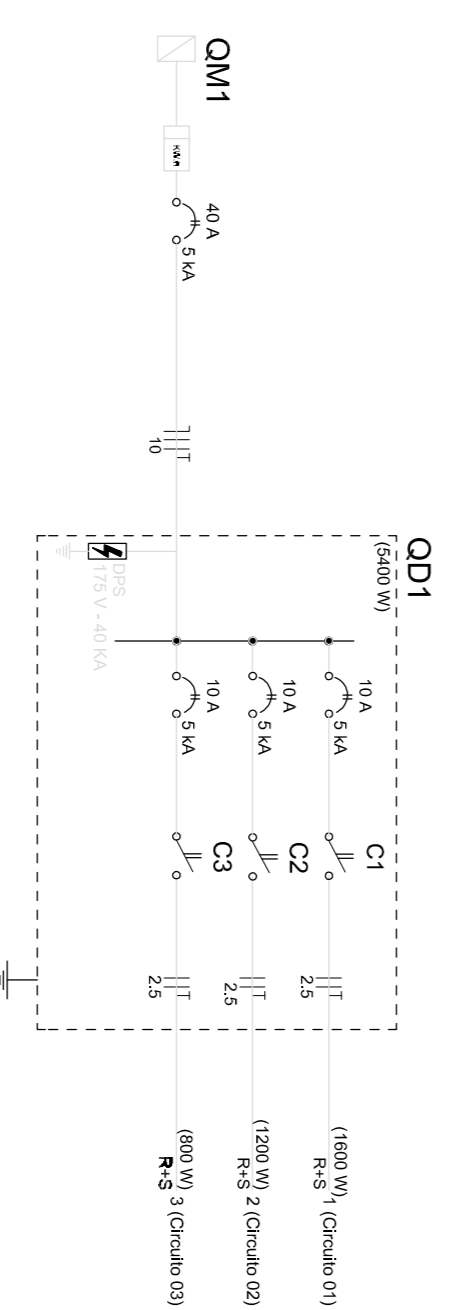 QM1
KW.h
40 A
5 kA
10
QD1
(5400 W)
DPS
175 V - 40 KA
10 A
5 kA
C1
2.5
(1600 W)
R+S
1 (Circuito 01)
10 A
5 kA
C2
2.5
(1200 W)
R+S
2 (Circuito 02)
10 A
5 kA
C3
2.5
(800 W)
R+S
3 (Circuito 03)